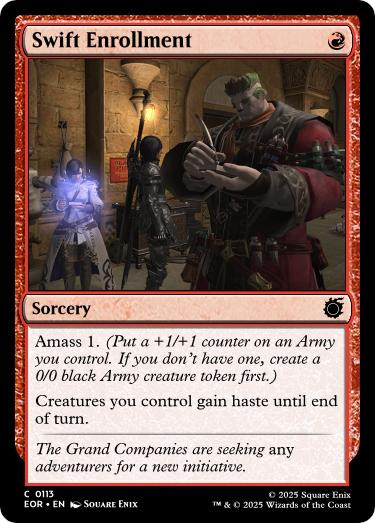 Swift Enrollment
Sorcery
Amass 1. (Put a +1/+1 counter on an Army
you control. If you don't have one, create a
0/0 black Army creature token first.)
Creatures you control gain haste until end
of turn.
The Grand Companies are seeking any
adventurers for a new initiative.
C 0113
© 2025 Square Enix
EOR • EN Square Enix
™ & © 2025 Wizards of the Coast